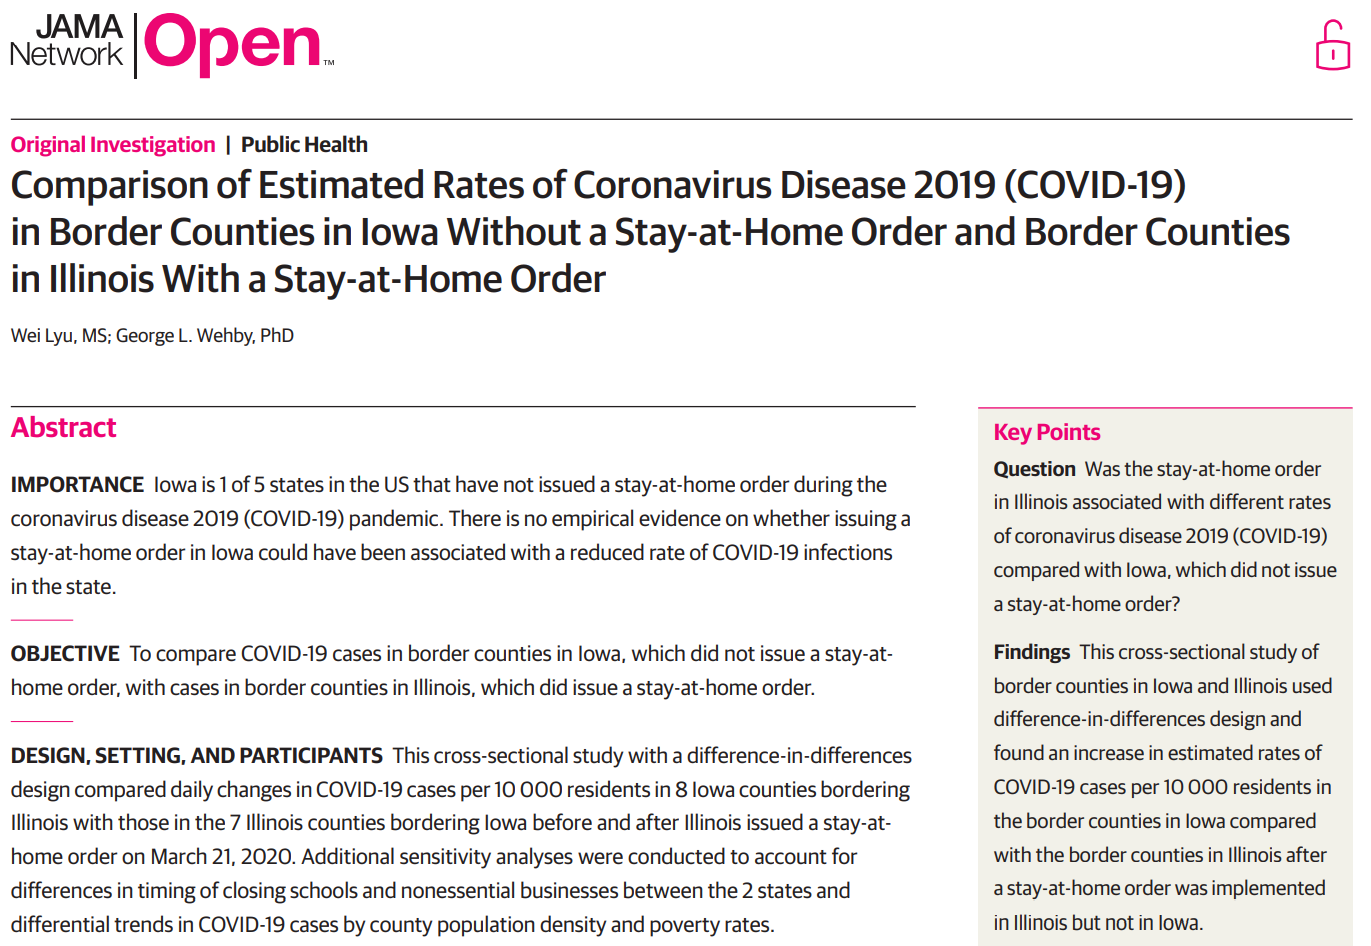 JAMA
Network
Open™
Original Investigation | Public Health
Comparison of Estimated Rates of Coronavirus Disease 2019 (COVID-19)
in Border Counties in Iowa Without a Stay-at-Home Order and Border Counties
in Illinois With a Stay-at-Home Order
Wei Lyu, MS; George L. Wehby, PhD
Abstract
IMPORTANCE Iowa is 1 of 5 states in the US that have not issued a stay-at-home order during the
coronavirus disease 2019 (COVID-19) pandemic. There is no empirical evidence on whether issuing a
stay-at-home order in Iowa could have been associated with a reduced rate of COVID-19 infections
in the state.
OBJECTIVE To compare COVID-19 cases in border counties in Iowa, which did not issue a stay-at-
home order, with cases in border counties in Illinois, which did issue a stay-at-home order.
DESIGN, SETTING, AND PARTICIPANTS This cross-sectional study with a difference-in-differences
design compared daily changes in COVID-19 cases per 10 000 residents in 8 Iowa counties bordering
Illinois with those in the 7 Illinois counties bordering Iowa before and after Illinois issued a stay-at-
home order on March 21, 2020. Additional sensitivity analyses were conducted to account for
differences in timing of closing schools and nonessential businesses between the 2 states and
differential trends in COVID-19 cases by county population density and poverty rates.
Key Points
Question Was the stay-at-home order
in Illinois associated with different rates
of coronavirus disease 2019 (COVID-19)
compared with Iowa, which did not issue
a stay-at-home order?
Findings This cross-sectional study of
border counties in Iowa and Illinois used
difference-in-differences design and
found an increase in estimated rates of
COVID-19 cases per 10 000 residents in
the border counties in Iowa compared
with the border counties in Illinois after
a stay-at-home order was implemented
in Illinois but not in Iowa.